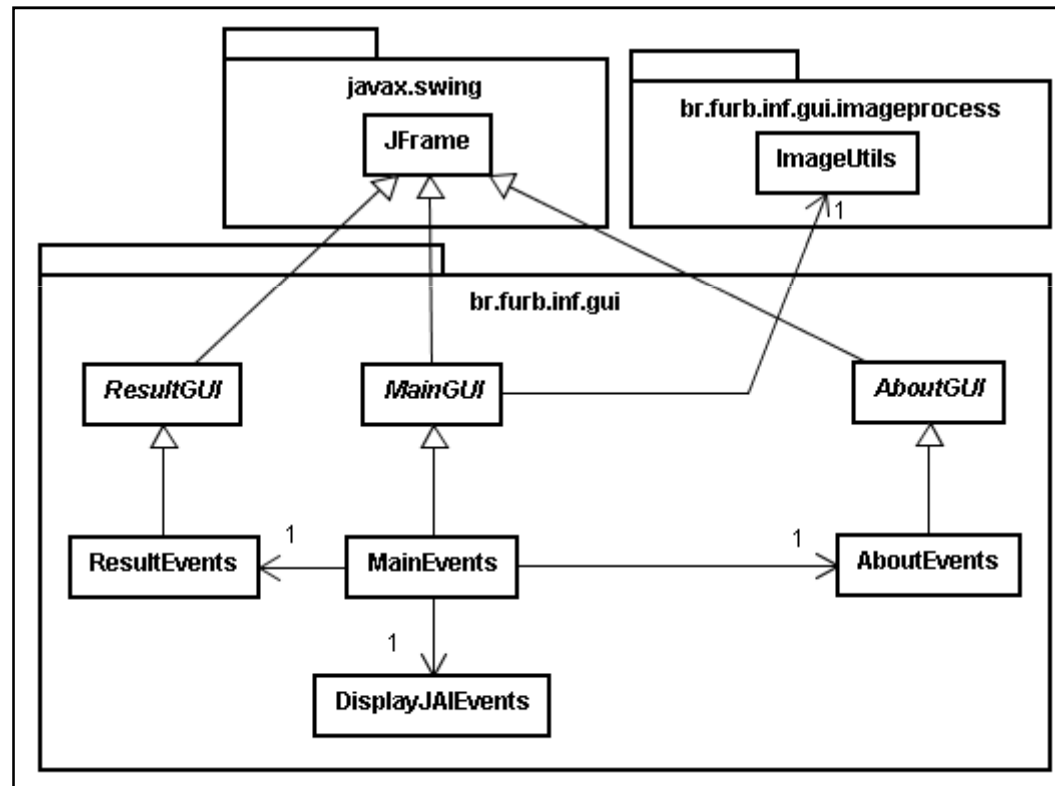 javax.swing
JFrame
br.furb.inf.gui.imageprocess
ImageUtils
1
br.furb.inf.gui
ResultGUI
MainGUI
AboutGUI
1
1
ResultEvents
MainEvents
AboutEvents
1
DisplayJAIEvents